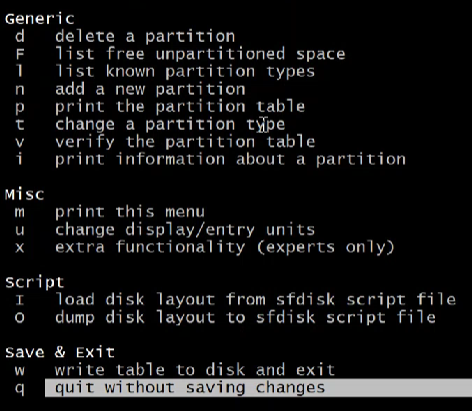 Generic
d delete a partition
F list free unpartitioned space
l list known partition types
n add a new partition
p print the partition table
t change a partition type
v verify the partition table
i print information about a partition
Misc
m print this menu
u change display/entry units
x extra functionality (experts only)
Script
I load disk layout from sfdisk script file
O dump disk layout to sfdisk script file
Save & Exit
w write table to disk and exit
q quit without saving changes